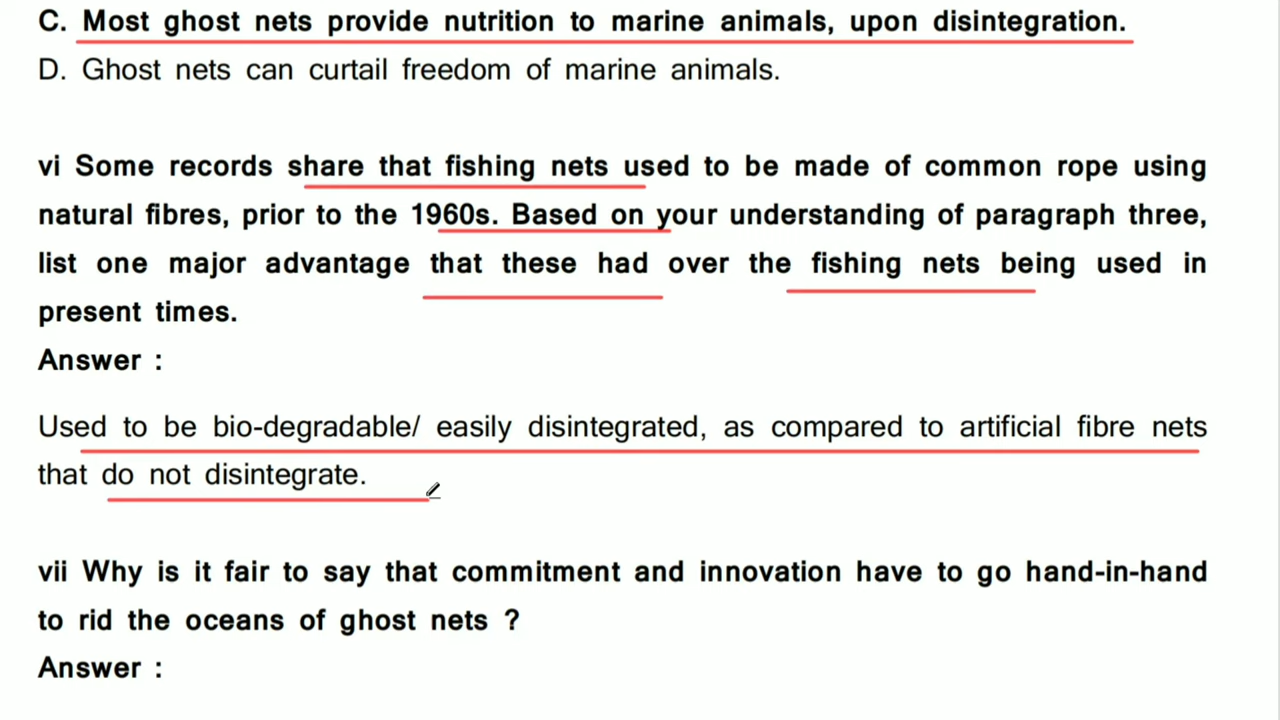 C. Most ghost nets provide nutrition to marine animals, upon disintegration.
D. Ghost nets can curtail freedom of marine animals.
vi Some records share that fishing nets used to be made of common rope using
natural fibres, prior to the 1960s. Based on your understanding of paragraph three,
list one major advantage that these had over the fishing nets being used in
present times.
Answer :
Used to be bio-degradable/ easily disintegrated, as compared to artificial fibre nets
that do not disintegrate.
vii Why is it fair to say that commitment and innovation have to go hand-in-hand
to rid the oceans of ghost nets ?
Answer :